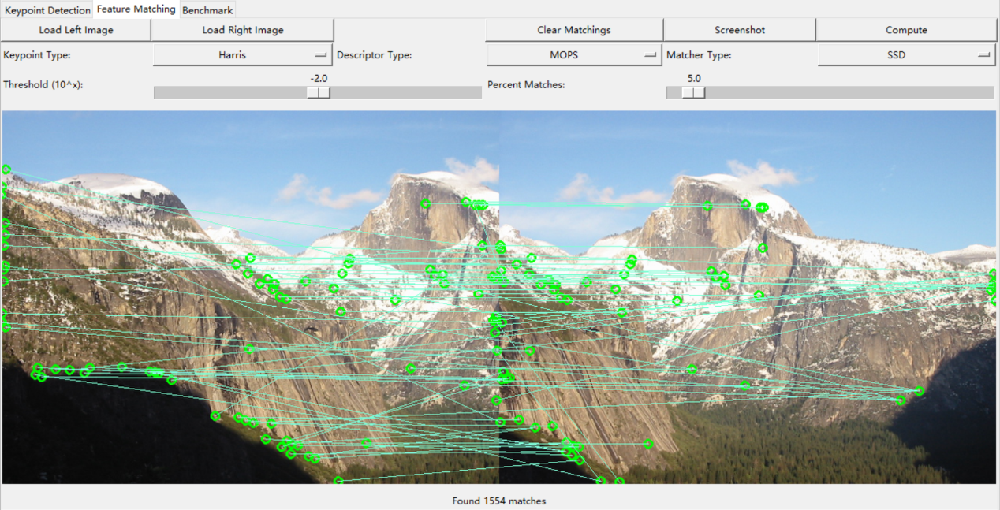 Keypoint Detection Feature Matching Benchmark
Load Left Image Load Right Image Clear Matchings Screenshot Compute
Keypoint Type: Harris Descriptor Type: MOPS Matcher Type: SSD
Threshold (10^x): -2.0 Percent Matches: 5.0
Found 1554 matches